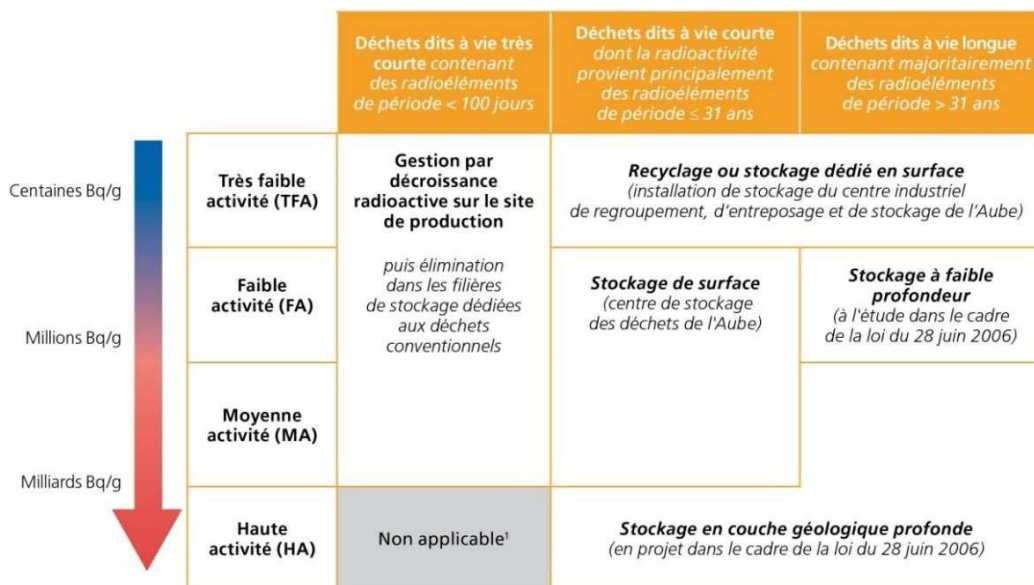 Déchets dits à vie très
courte contenant
des radioéléments
de période < 100 jours
Déchets dits à vie courte
dont la radioactivité
provient principalement
des radioéléments
de période ≤ 31 ans
Déchets dits à vie longue
contenant majoritairement
des radioéléments
de période > 31 ans
Centaines Bq/g
Millions Bq/g
Milliards Bq/g
Très faible
activité (TFA)
Gestion par
décroissance
radioactive sur le site
de production
puis élimination
dans les filières
de stockage dédiées
aux déchets
conventionnels
Recyclage ou stockage dédié en surface
(installation de stockage du centre industriel
de regroupement, d'entreposage et de stockage de l'Aube)
Faible
activité (FA)
Stockage de surface
(centre de stockage
des déchets de l'Aube)
Stockage à faible
profondeur
(à l'étude dans le cadre
de la loi du 28 juin 2006)
Moyenne
activité (MA)
Haute
activité (HA)
Non applicable¹
Stockage en couche géologique profonde
(en projet dans le cadre de la loi du 28 juin 2006)